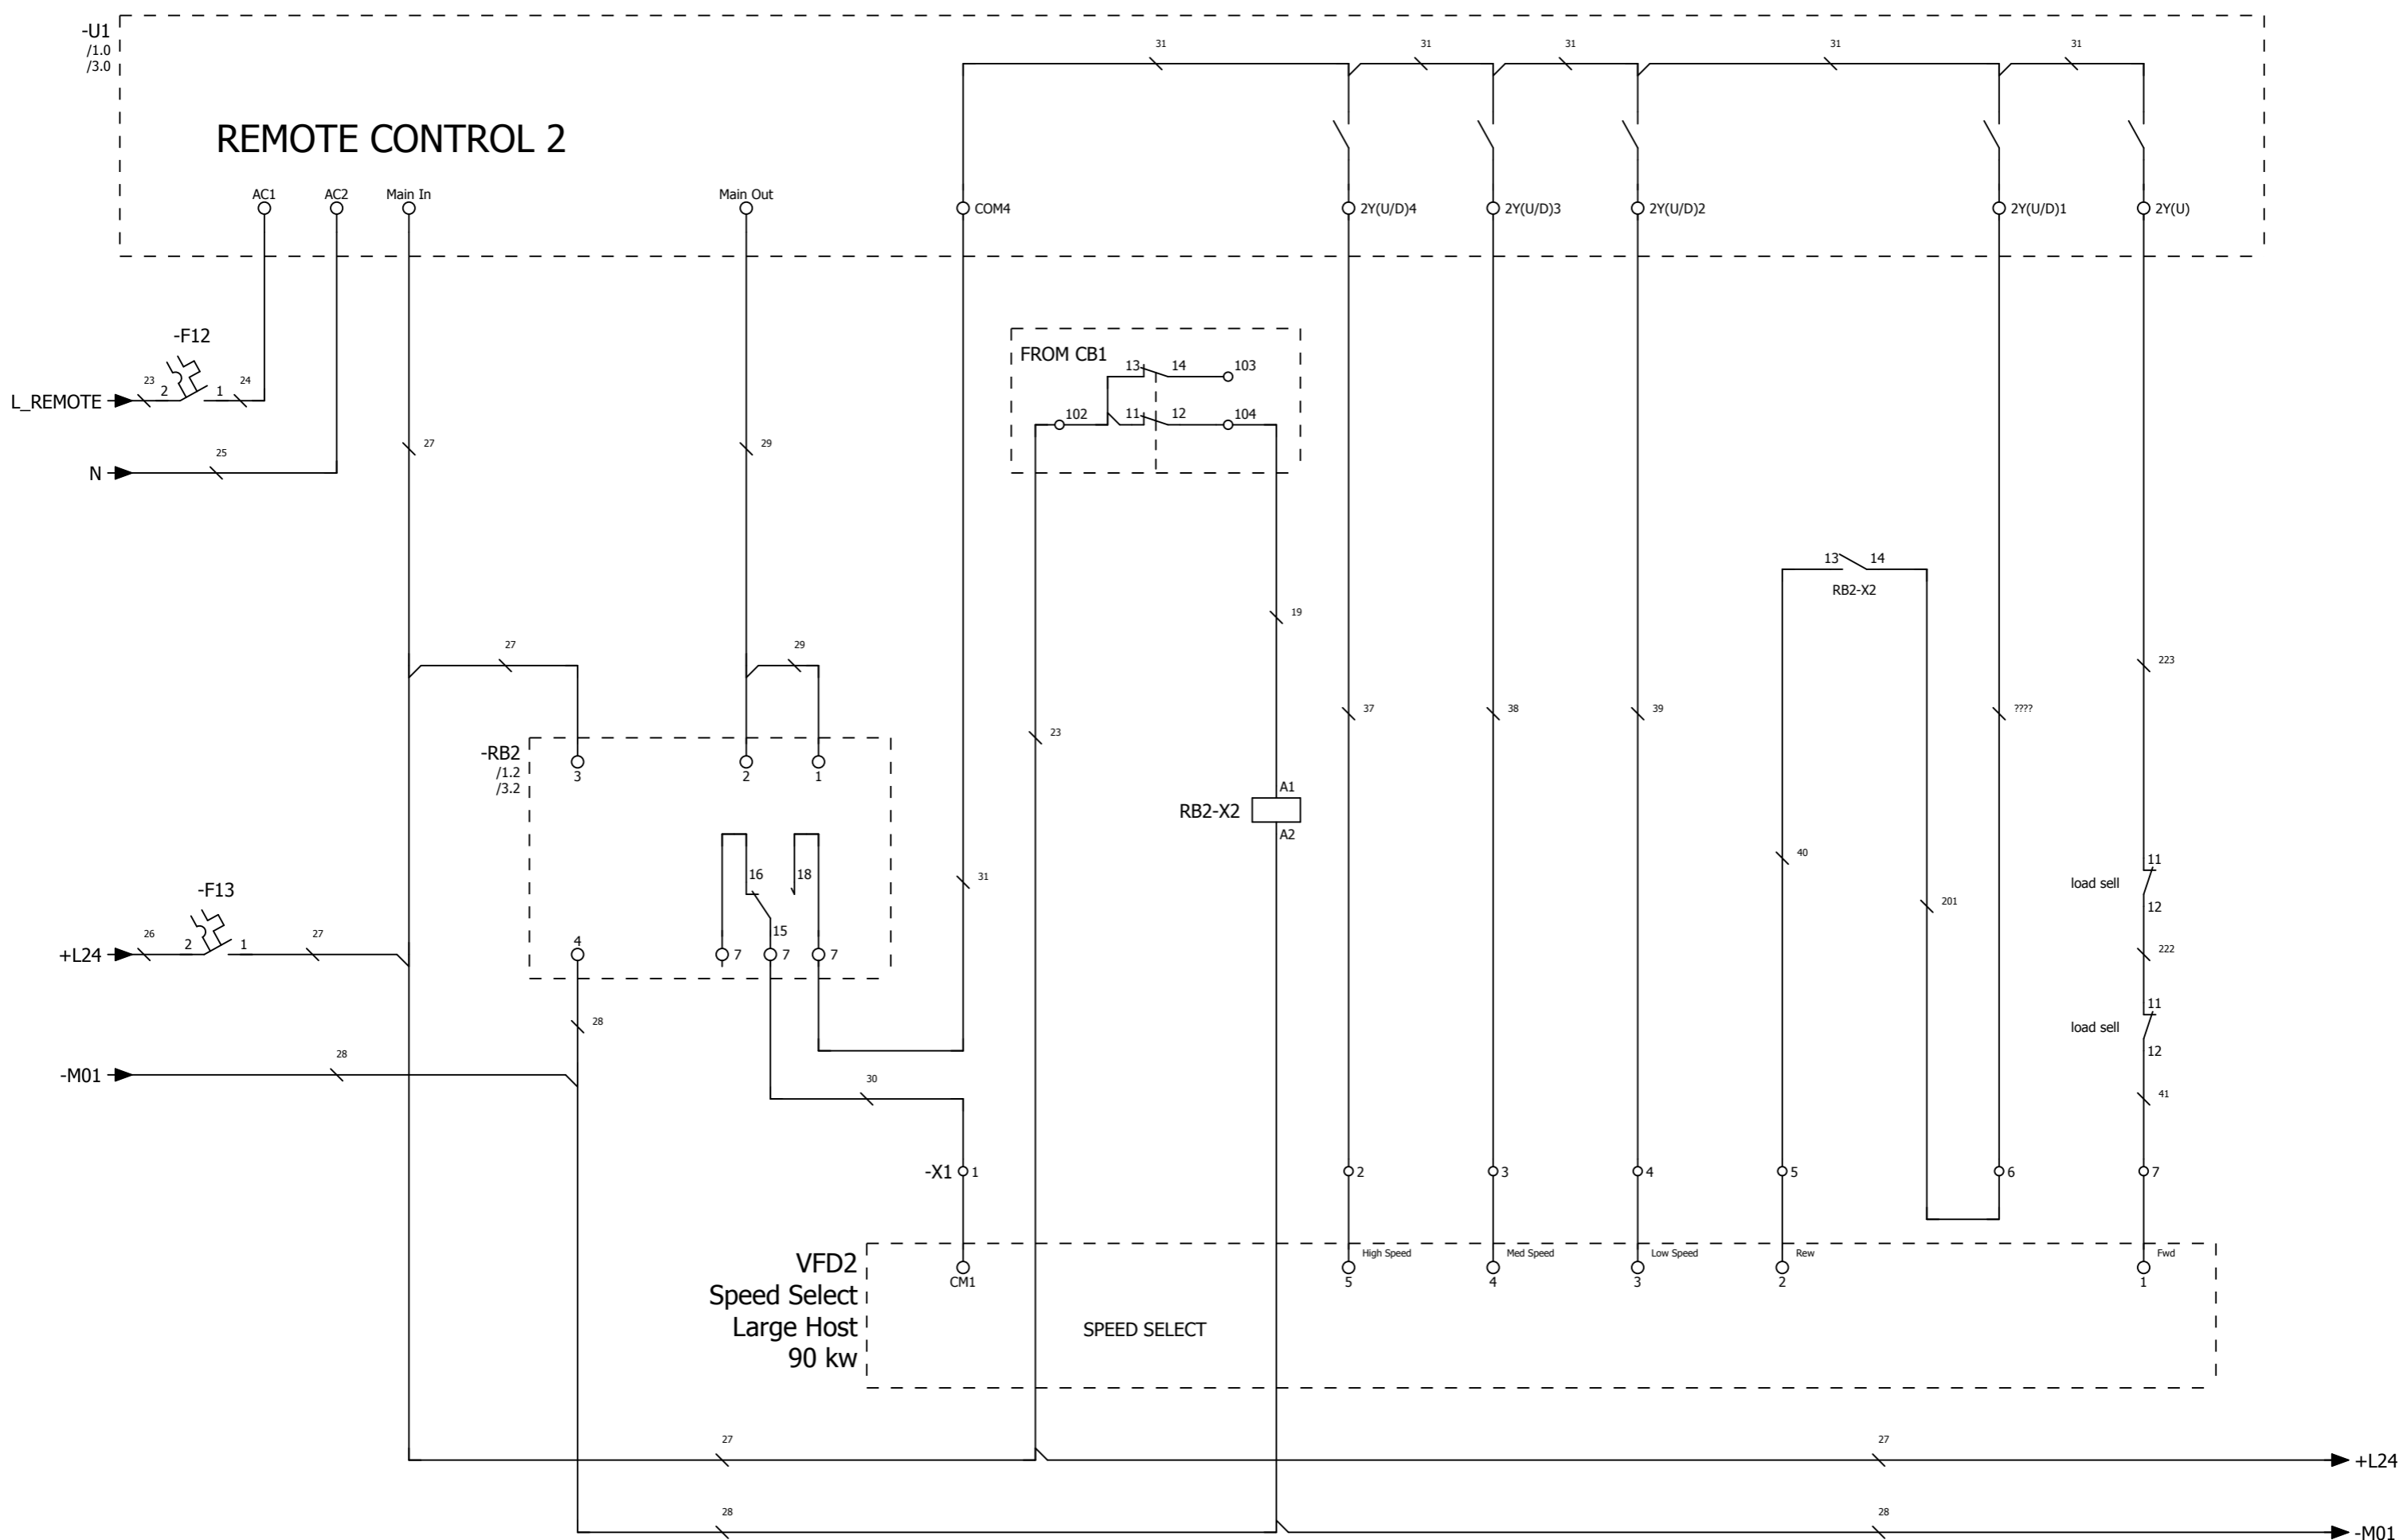 -U1
/1.0
/3.0
31
31
31
31
31
REMOTE CONTROL 2
AC1
AC2
Main In
Main Out
COM4
2Y(U/D)4
2Y(U/D)3
2Y(U/D)2
2Y(U/D)1
2Y(U)
-F12
L_REMOTE
23
2
1
24
N
25
27
29
FROM CB1
13
14
103
102
11
12
104
13
14
RB2-X2
19
27
29
223
23
37
38
39
????
-RB2
/1.2
/3.2
3
2
1
RB2-X2
A1
A2
16
18
15
4
7
7
7
31
40
201
11
load sell
12
222
11
load sell
12
41
-F13
+L24
26
2
1
27
28
-M01
28
30
-X1
1
2
3
4
5
6
7
VFD2
Speed Select
Large Host
90 kw
CM1
High Speed
5
Med Speed
4
Low Speed
3
Rew
2
Fwd
1
SPEED SELECT
27
27
+L24
28
28
-M01